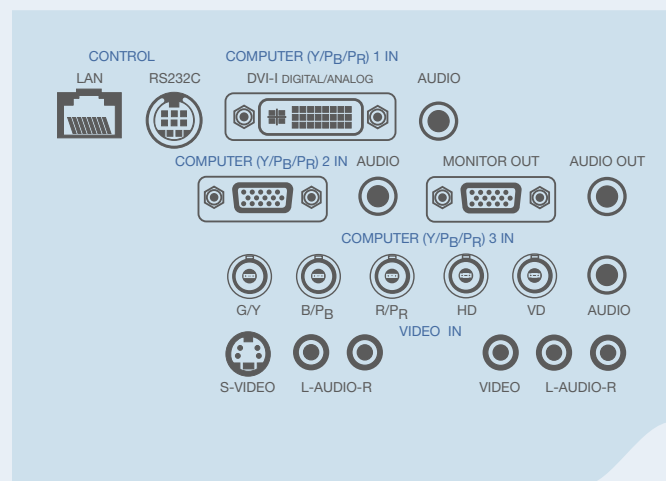 CONTROL COMPUTER (Y/PB/PR) 1 IN
LAN RS232C DVI-I DIGITAL/ANALOG AUDIO
COMPUTER (Y/PB/PR) 2 IN AUDIO MONITOR OUT AUDIO OUT
COMPUTER (Y/PB/PR) 3 IN
G/Y B/PB R/PR HD VD AUDIO
VIDEO IN
S-VIDEO L-AUDIO-R VIDEO L-AUDIO-R